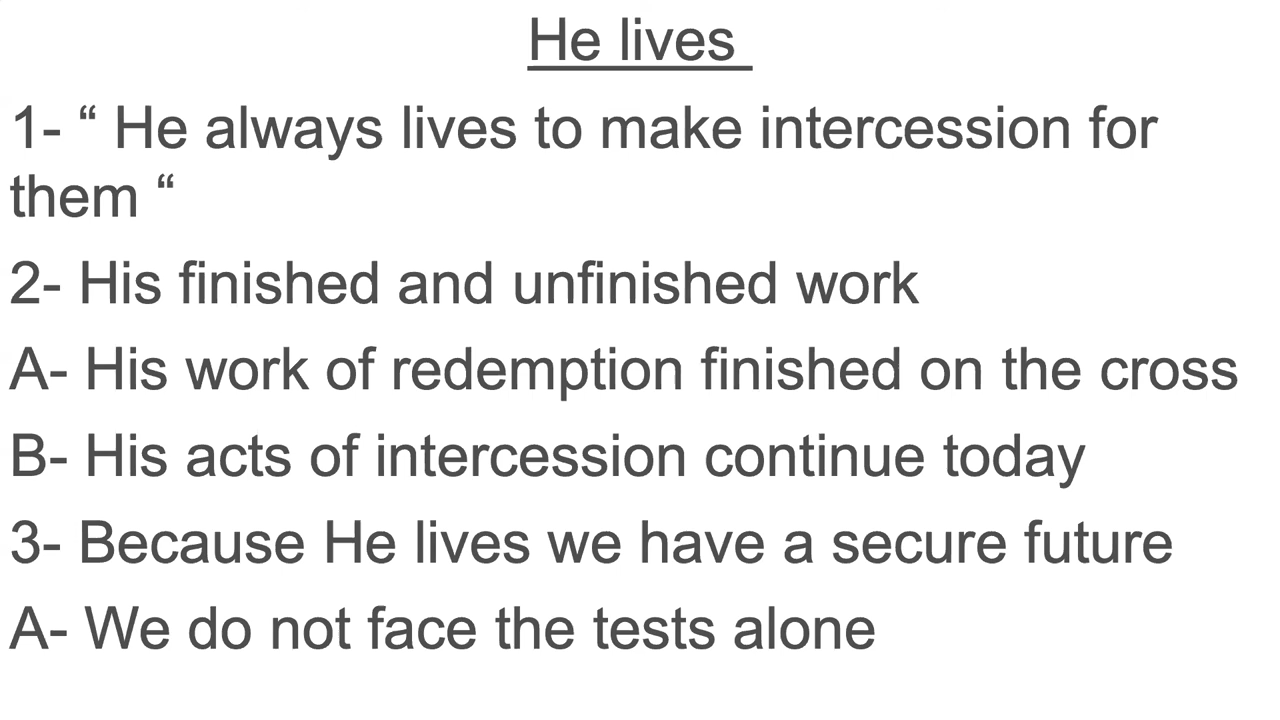 He lives
1- “ He always lives to make intercession for
them “
2- His finished and unfinished work
A- His work of redemption finished on the cross
B- His acts of intercession continue today
3- Because He lives we have a secure future
A- We do not face the tests alone